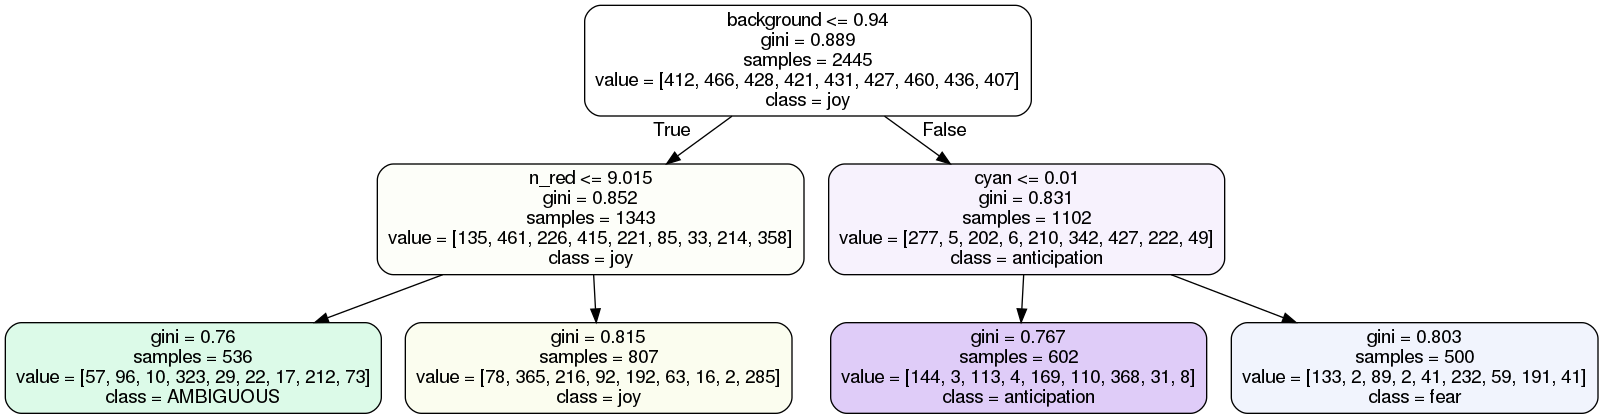 background <= 0.94
gini = 0.889
samples = 2445
value = [412, 466, 428, 421, 431, 427, 460, 436, 407]
class = joy
True
False
n_red <= 9.015
gini = 0.852
samples = 1343
value = [135, 461, 226, 415, 221, 85, 33, 214, 358]
class = joy
cyan <= 0.01
gini = 0.831
samples = 1102
value = [277, 5, 202, 6, 210, 342, 427, 222, 49]
class = anticipation
gini = 0.76
samples = 536
value = [57, 96, 10, 323, 29, 22, 17, 212, 73]
class = AMBIGUOUS
gini = 0.815
samples = 807
value = [78, 365, 216, 92, 192, 63, 16, 2, 285]
class = joy
gini = 0.767
samples = 602
value = [144, 3, 113, 4, 169, 110, 368, 31, 8]
class = anticipation
gini = 0.803
samples = 500
value = [133, 2, 89, 2, 41, 232, 59, 191, 41]
class = fear